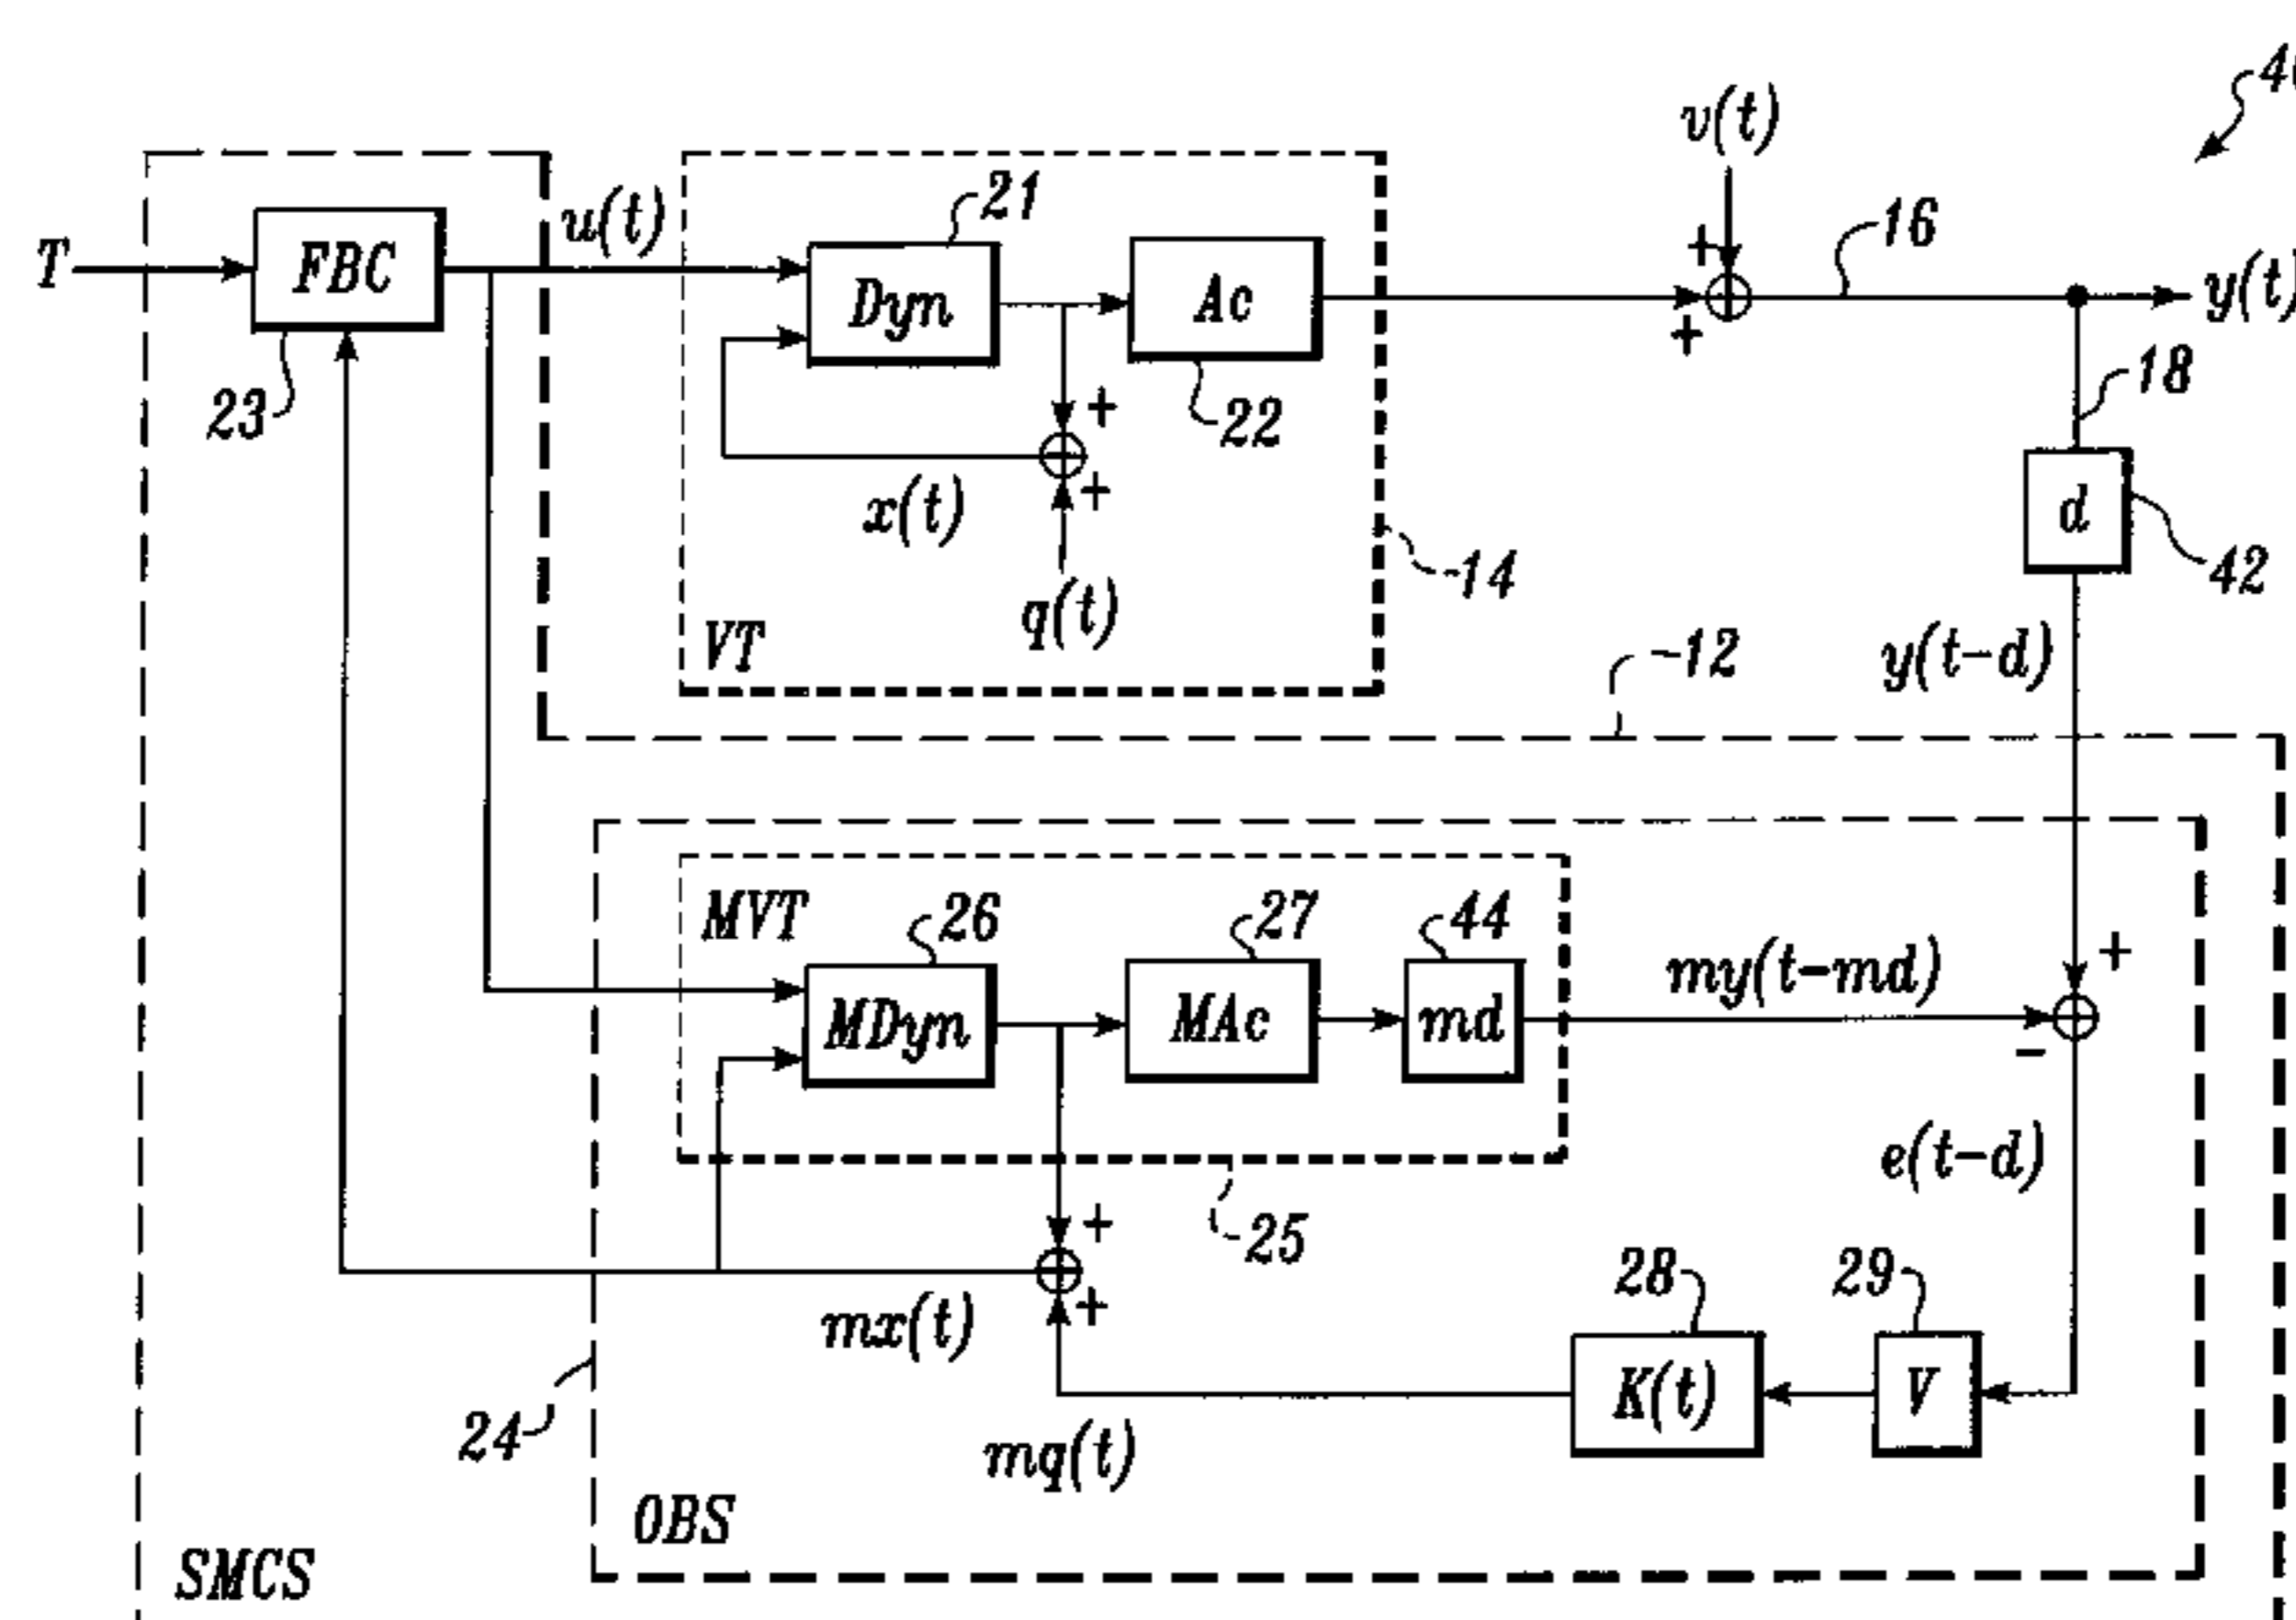 v(t)
21
u(t)
16
T
FBC
Dyn
Ac
+
+
y(t)
23
+
22
18
x(t)
+
d
14
42
q(t)
VT
12
y(t-d)
MVT
26
27
44
my(t-md)
+
MDyn
MAc
md
-
e(t-d)
+
25
mx(t)
+
28
29
24
mq(t)
K(t)
V
OBS
SMCS